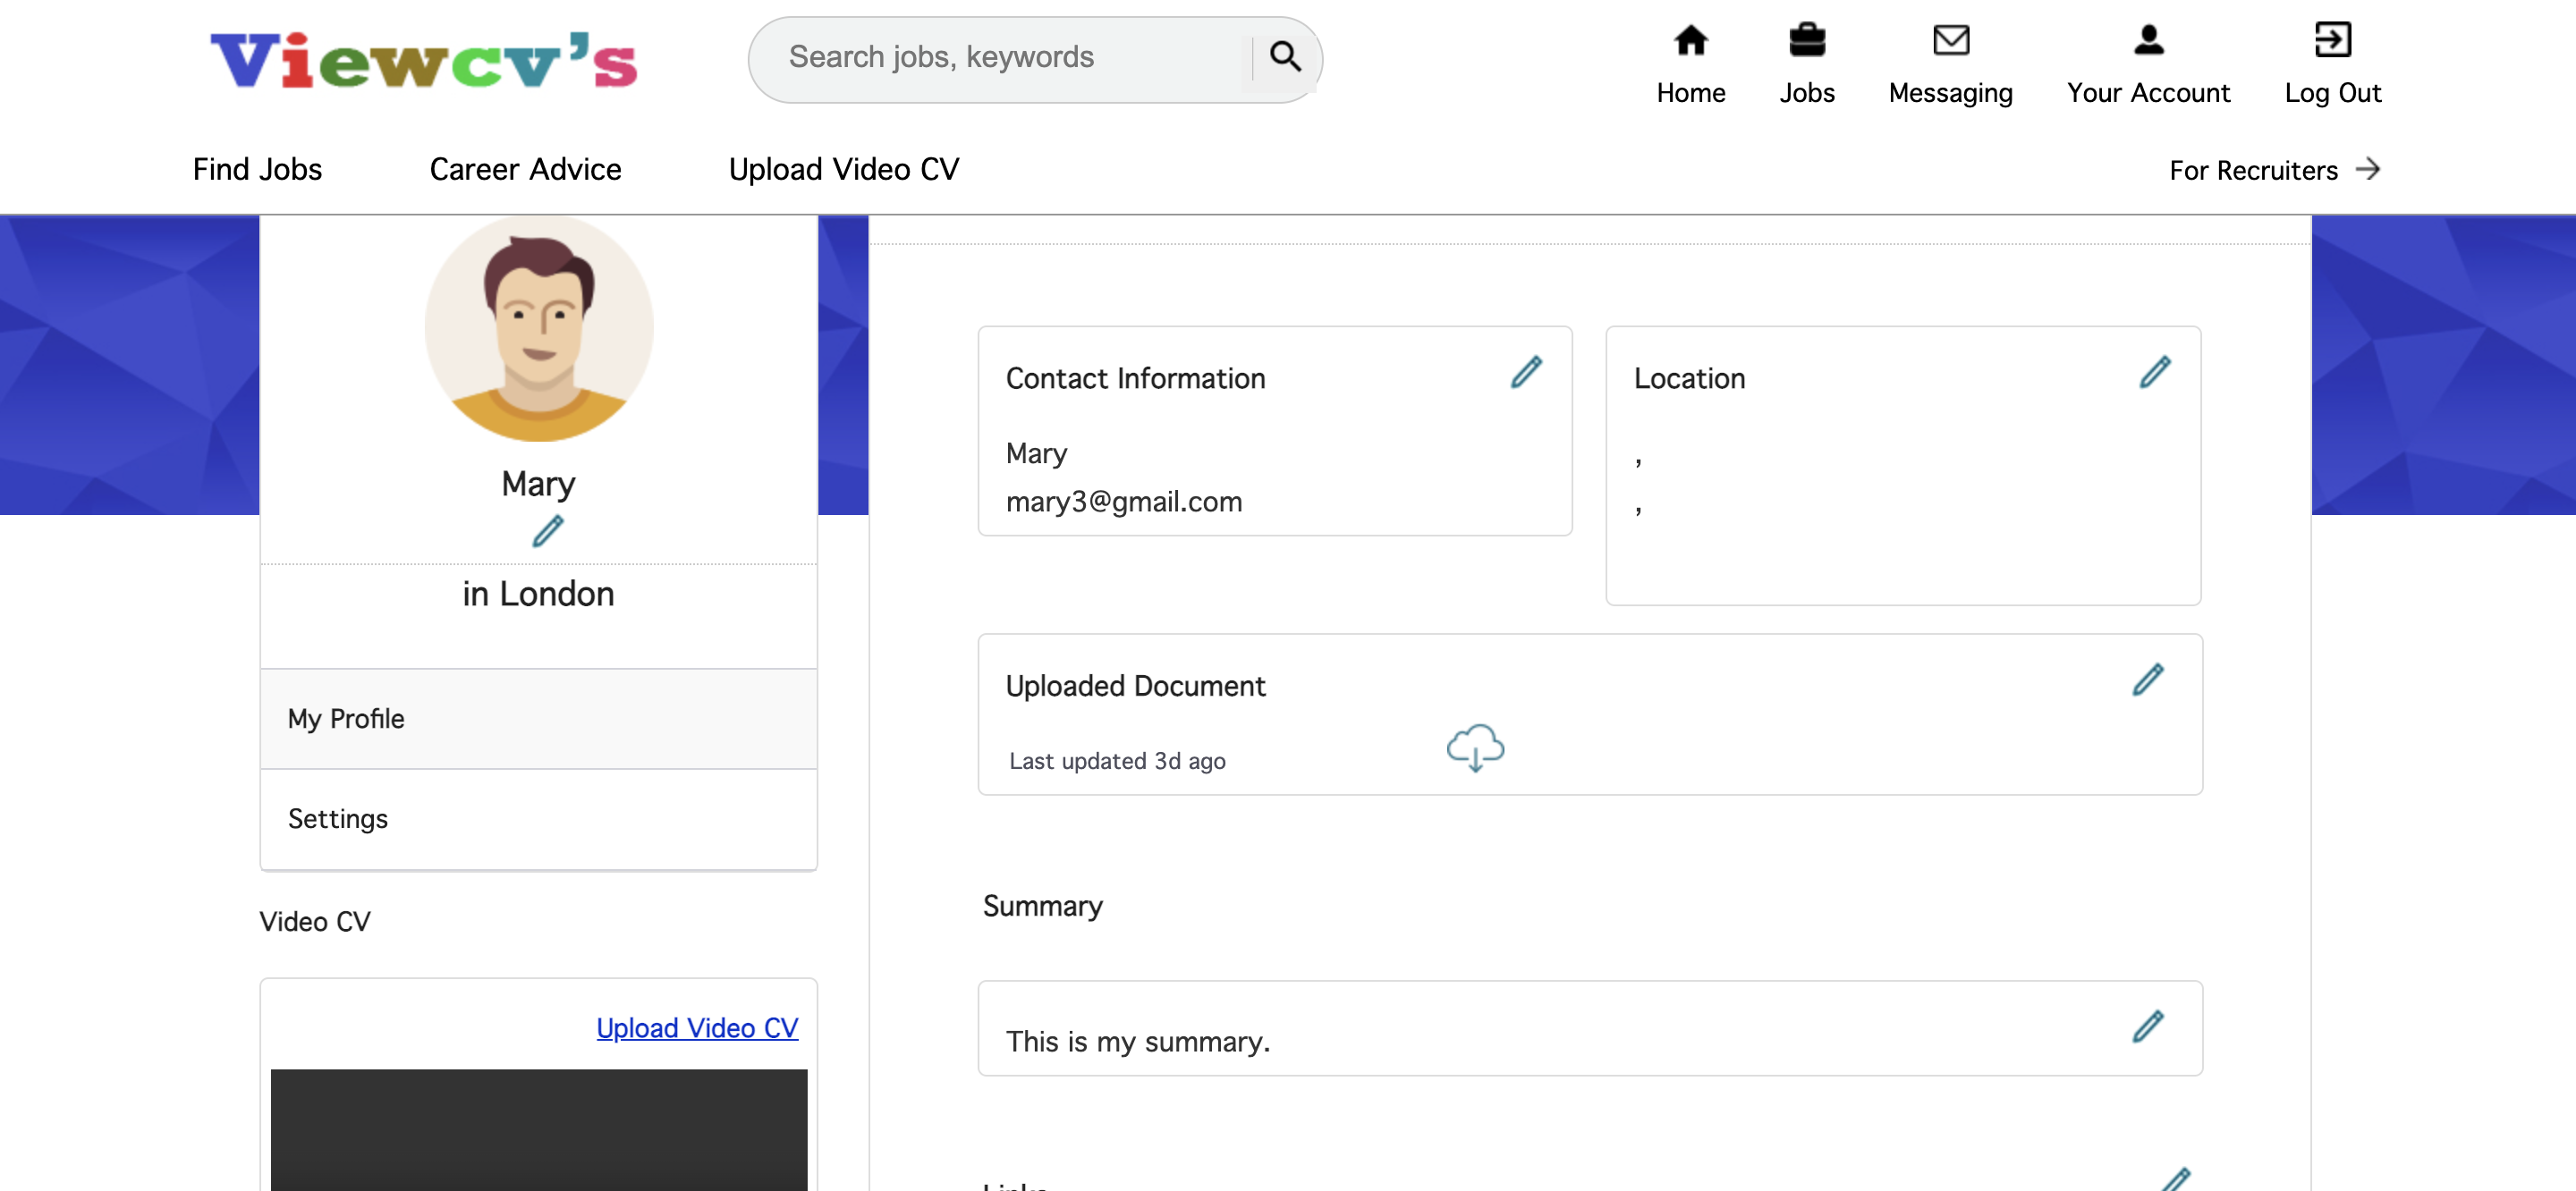 Viewcv's
Search jobs, keywords
Home
Jobs
Messaging
Your Account
Log Out
Find Jobs
Career Advice
Upload Video CV
For Recruiters
Mary
in London
My Profile
Settings
Video CV
Upload Video CV
Contact Information
Mary
mary3@gmail.com
Location
,
,
Uploaded Document
Last updated 3d ago
Summary
This is my summary.
Links